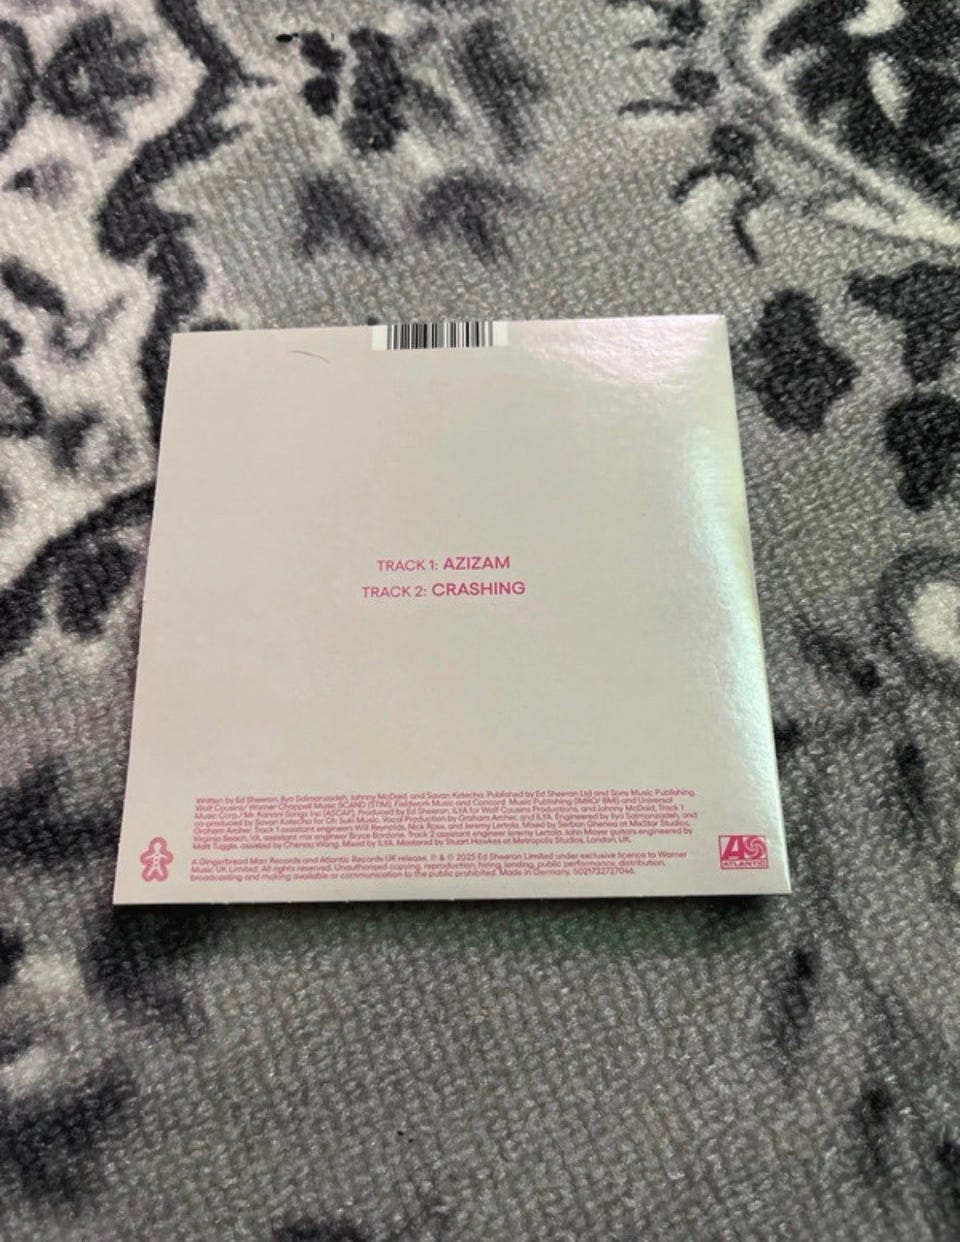 TRACK 1: AZIZAM
TRACK 2: CRASHING
Written by Ed Sheeran, Ilya Salmanzadeh, Johnny McDaid, and Savan Kotecha. Published by Ed Sheeran Ltd and Sony Music Publishing,
Wolf Cousins/ Warner Chappell Music SCAND (STIM), Fieldwork Music and Concord Music Publishing (IMRO/ BMI) and Universal
Music Corp./ Mr. Kanani Songs Inc (ASCAP). Produced by Ed Sheeran, ILYA for Wolf Cousins Productions, and Johnny McDaid, Track 1
produced by Savan Kotecha for Oh Suki Music. Vocal Production by Graham Archer, and ILYA. Engineered by Ilya Salmanzadeh, and
Graham Archer. Track 1 assistant engineers Will Reynolds, Nick Rose, and Jeremy Lertola. Mixed by Serban Ghenea at MixStar Studios,
Virginia Beach, VA, assistant mix engineer, Bryce Bordone. Track 2 assistant engineer Jeremy Lertola. John Mayer guitars engineered by
Matt Tuggle, assisted by Chenao Wang. Mixed by ILYA. Mastered by Stuart Hawkes at Metropolis Studios, London, UK.
A Gingerbread Man Records and Atlantic Records UK release, ℗ & © 2025 Ed Sheeran Limited under exclusive licence to Warner
Music UK Limited. All rights reserved. Unauthorised copying, reproduction, hiring, lending, public performance, distribution,
broadcasting and making available or communication to the public prohibited. Made in Germany. 5021732727046.
ATLANTIC